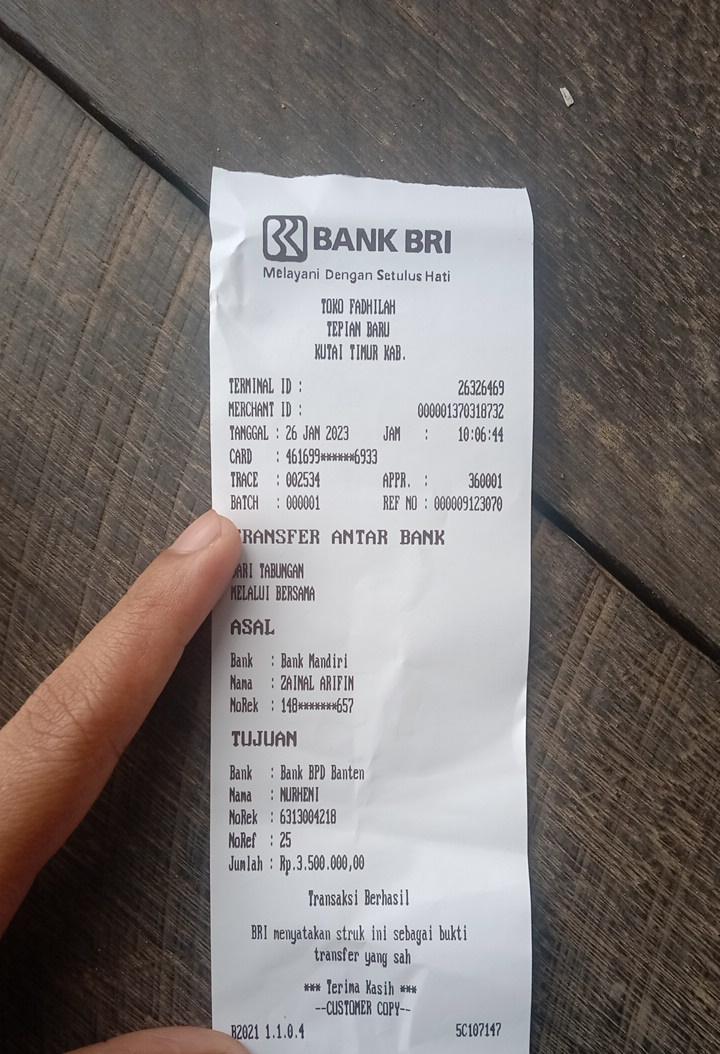 BANK BRI
Melayani Dengan Setulus Hati
TOKO FADHILAH
TEPIAN BARU
KUTAI TIMUR KAB.
TERMINAL ID : 26326469
MERCHANT ID : 000001370318732
TANGGAL : 26 JAN 2023 JAM : 10:06:44
CARD : 461699******6933
TRACE : 002534 APPR. : 360001
BATCH : 000001 REF NO : 000009123070
TRANSFER ANTAR BANK
DARI TABUNGAN
MELALUI BERSAMA
ASAL
Bank : Bank Mandiri
Nama : ZAINAL ARIFIN
NoRek : 148*******657
TUJUAN
Bank : Bank BPD Banten
Nama : NURHENI
NoRek : 6313004218
NoRef : 25
Jumlah : Rp.3.500.000,00
Transaksi Berhasil
BRI menyatakan struk ini sebagai bukti
transfer yang sah
*** Terima Kasih ***
--CUSTOMER COPY--
B2021 1.1.0.4 5C107147